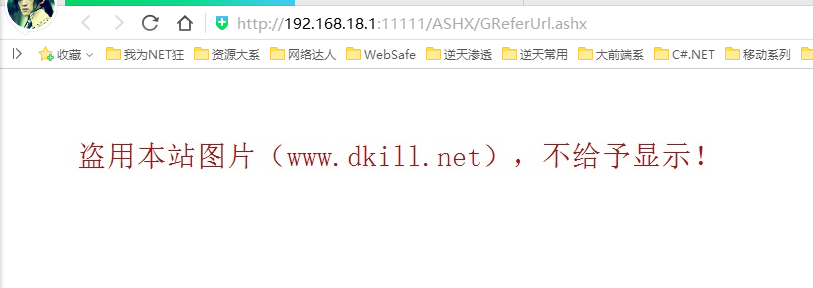 http://192.168.18.1:11111/ASHX/GReferUrl.ashx
收藏 我为NET狂 资源大系 网络达人 WebSafe 逆天渗透 逆天常用 大前端系 C#.NET 移动系列
盗用本站图片（www.dkill.net），不给予显示！